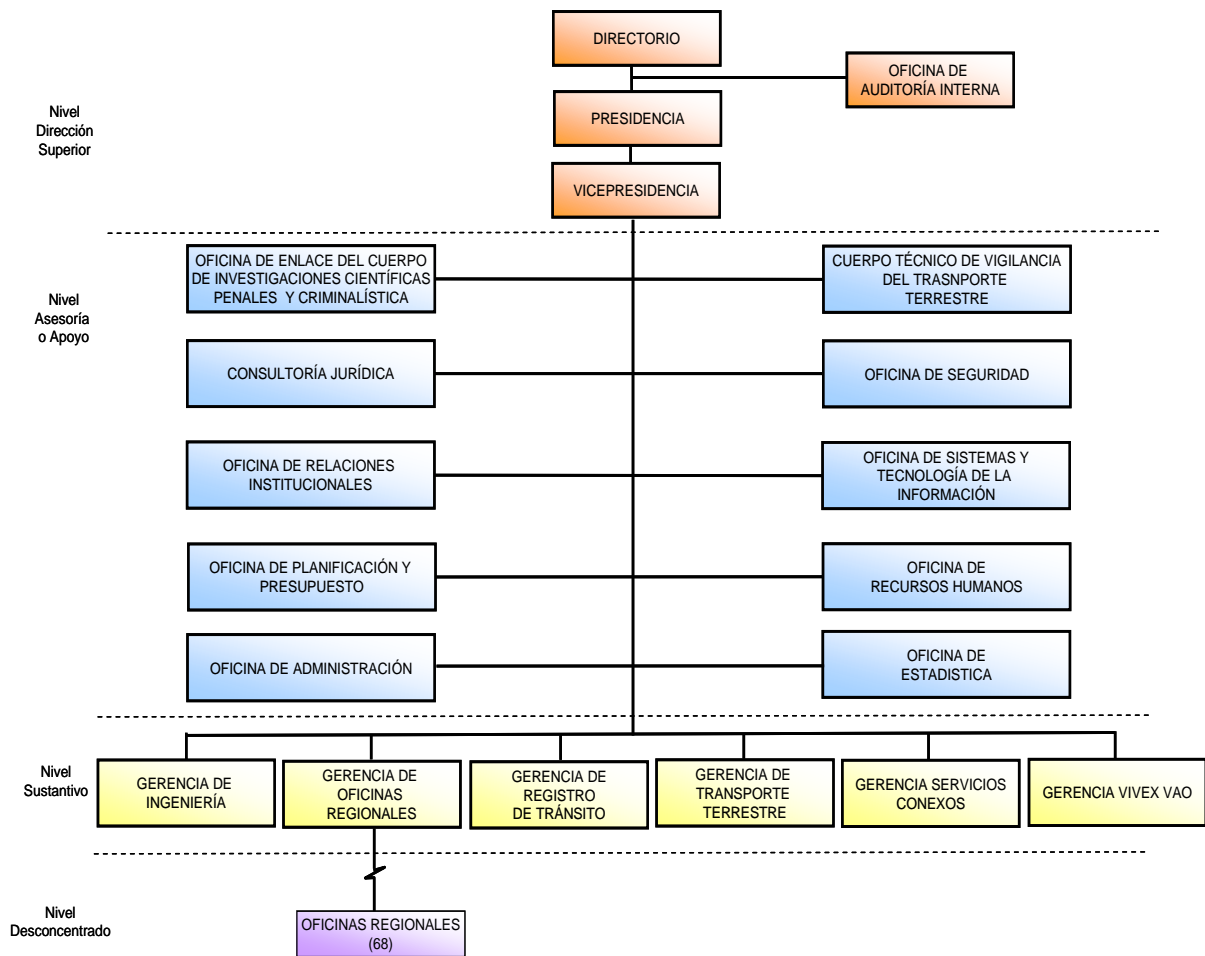 DIRECTORIO
OFICINA DE
AUDITORÍA INTERNA
Nivel
Dirección
Superior
PRESIDENCIA
VICEPRESIDENCIA
OFICINA DE ENLACE DEL CUERPO
DE INVESTIGACIONES CIENTÍFICAS
PENALES Y CRIMINALÍSTICA
CUERPO TÉCNICO DE VIGILANCIA
DEL TRASNPORTE
TERRESTRE
Nivel
Asesoría
o Apoyo
CONSULTORÍA JURÍDICA
OFICINA DE SEGURIDAD
OFICINA DE RELACIONES
INSTITUCIONALES
OFICINA DE SISTEMAS Y
TECNOLOGÍA DE LA
INFORMACIÓN
OFICINA DE PLANIFICACIÓN Y
PRESUPUESTO
OFICINA DE
RECURSOS HUMANOS
OFICINA DE ADMINISTRACIÓN
OFICINA DE
ESTADISTICA
Nivel
Sustantivo
GERENCIA DE
INGENIERÍA
GERENCIA DE
OFICINAS
REGIONALES
GERENCIA DE
REGISTRO
DE TRÁNSITO
GERENCIA DE
TRANSPORTE
TERRESTRE
GERENCIA SERVICIOS
CONEXOS
GERENCIA VIVEX VAO
Nivel
Desconcentrado
OFICINAS REGIONALES
(68)